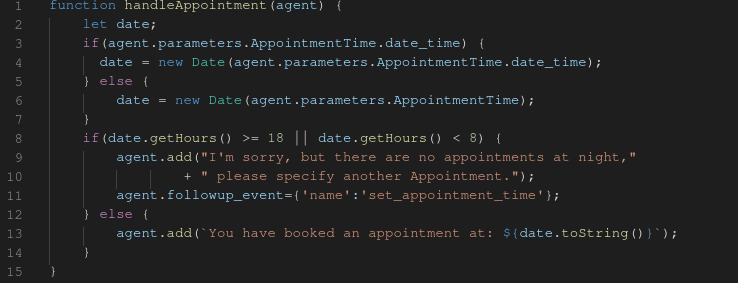 1 function handleAppointment(agent) {
2 let date;
3 if(agent.parameters.AppointmentTime.date_time) {
4 date = new Date(agent.parameters.AppointmentTime.date_time);
5 } else {
6 date = new Date(agent.parameters.AppointmentTime);
7 }
8 if(date.getHours() >= 18 || date.getHours() < 8) {
9 agent.add("I'm sorry, but there are no appointments at night,"
10 + " please specify another Appointment.");
11 agent.followup_event={'name':'set_appointment_time'};
12 } else {
13 agent.add(`You have booked an appointment at: ${date.toString()}`);
14 }
15 }